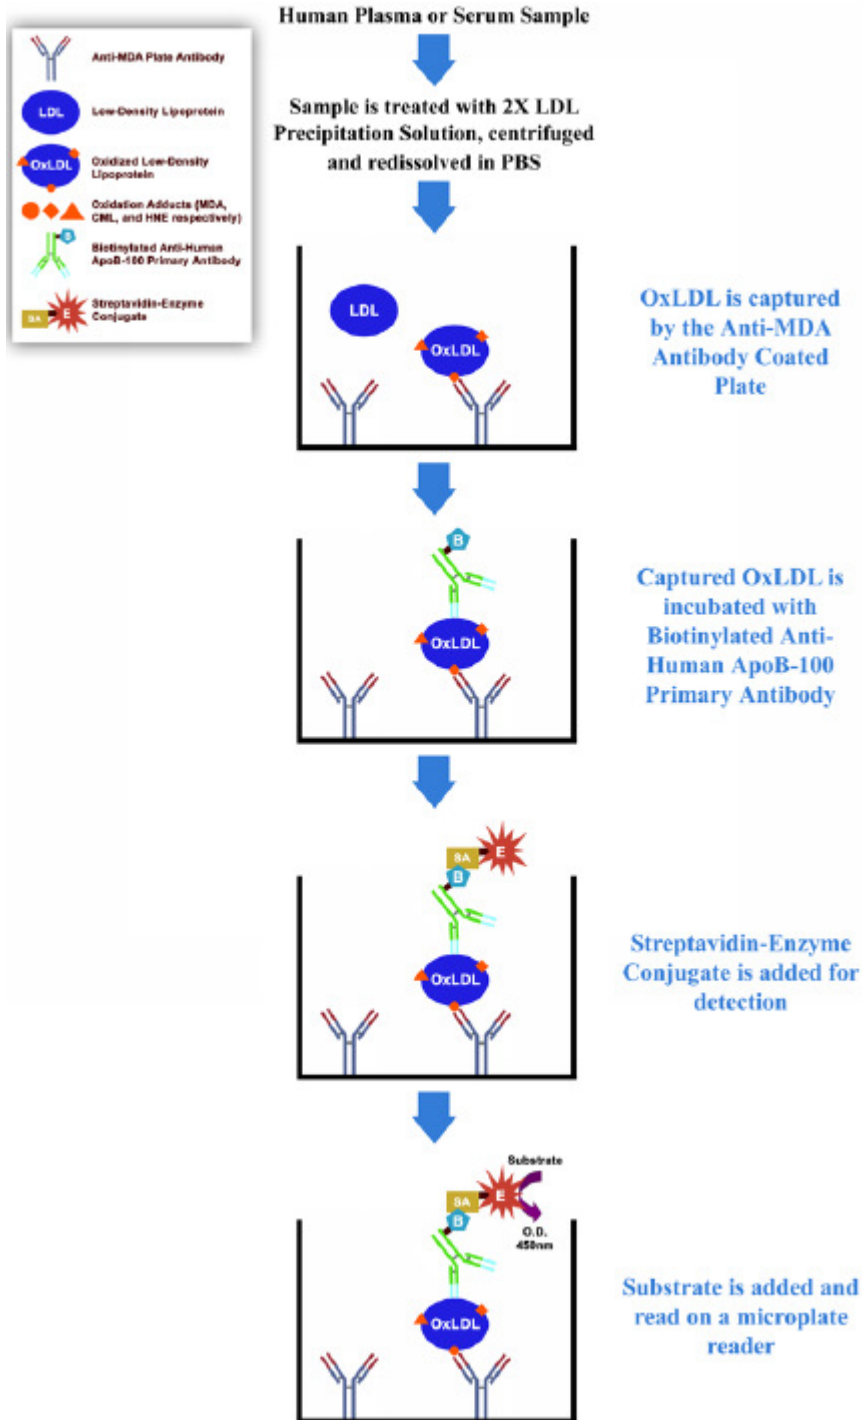 Human Plasma or Serum Sample
Anti-MDA Plate Antibody
LDL
Low-Density Lipoprotein
OxLDL
Oxidized Low-Density
Lipoprotein
Oxidation Adducts (MDA,
CML, and HNE respectively)
B
Biotinylated Anti-Human
ApoB-100 Primary Antibody
SA
E
Streptavidin-Enzyme
Conjugate
Sample is treated with 2X LDL
Precipitation Solution, centrifuged
and redissolved in PBS
LDL
OxLDL
OxLDL is captured
by the Anti-MDA
Antibody Coated
Plate
B
OxLDL
Captured OxLDL is
incubated with
Biotinylated Anti-
Human ApoB-100
Primary Antibody
E
SA
B
OxLDL
Streptavidin-Enzyme
Conjugate is added for
detection
Substrate
E
SA
B
O.D.
450nm
OxLDL
Substrate is added and
read on a microplate
reader